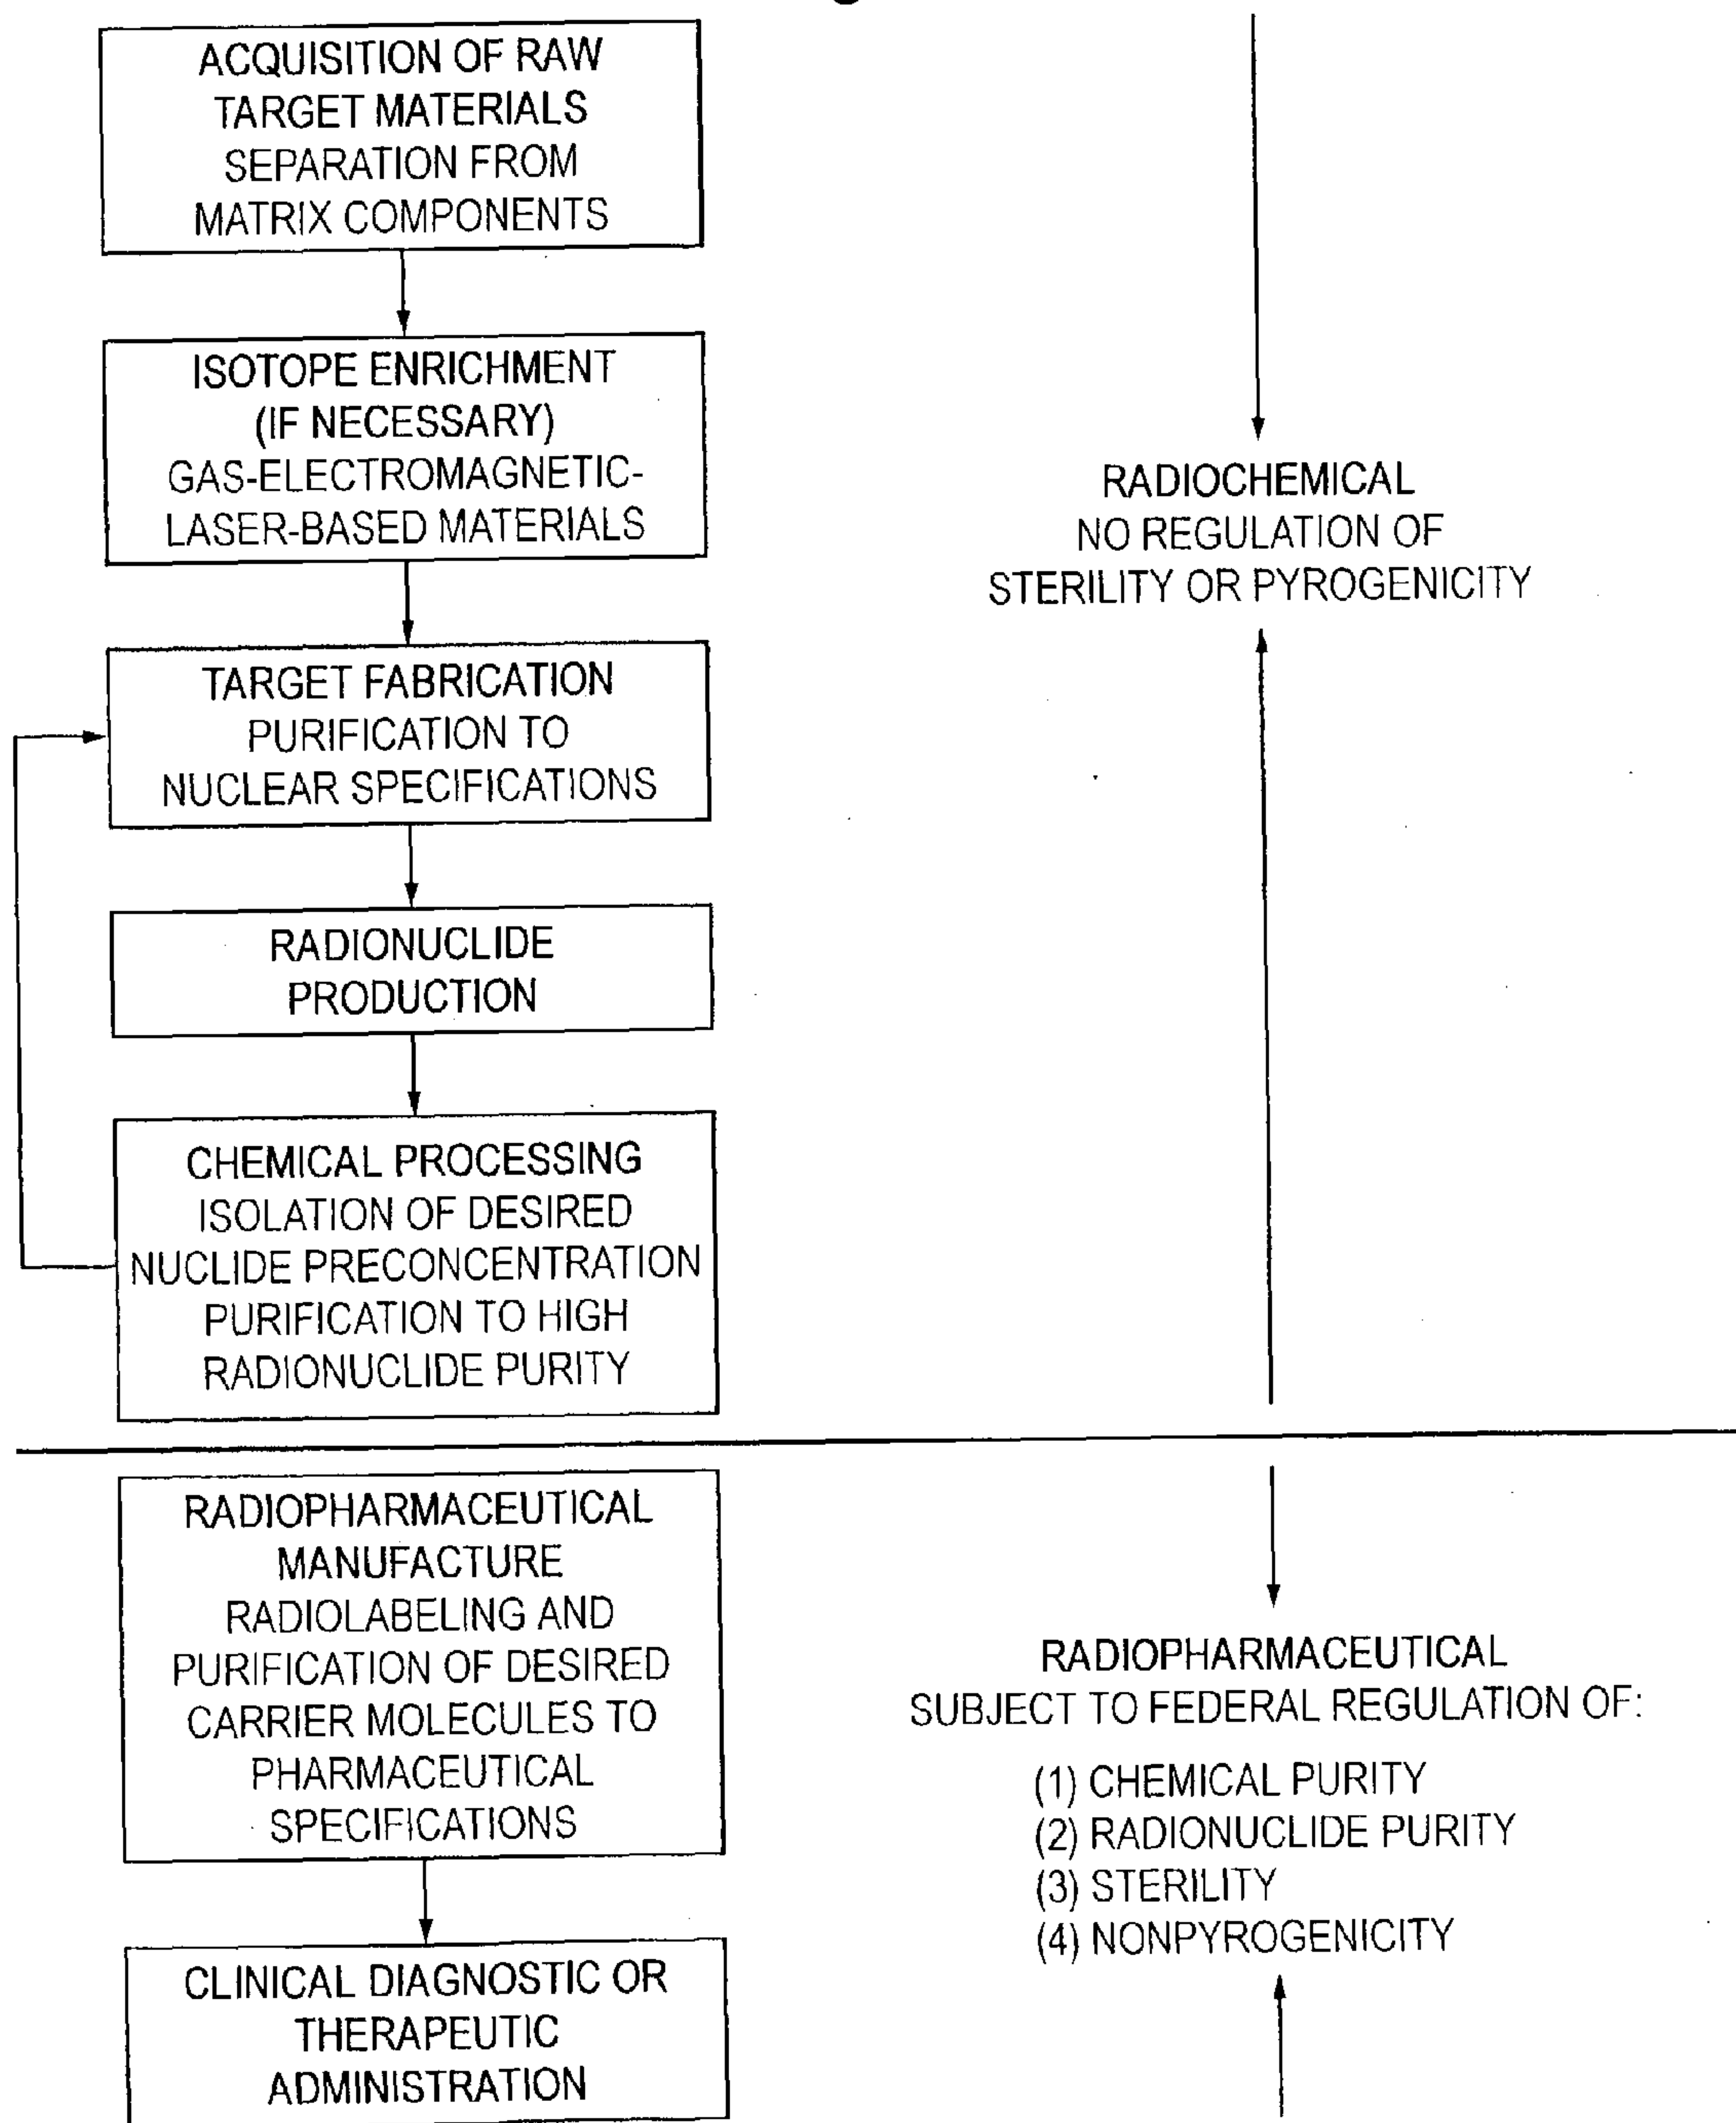 ACQUISITION OF RAW
TARGET MATERIALS
SEPARATION FROM
MATRIX COMPONENTS
ISOTOPE ENRICHMENT
(IF NECESSARY)
GAS-ELECTROMAGNETIC-
LASER-BASED MATERIALS
TARGET FABRICATION
PURIFICATION TO
NUCLEAR SPECIFICATIONS
RADIONUCLIDE
PRODUCTION
CHEMICAL PROCESSING
ISOLATION OF DESIRED
NUCLIDE PRECONCENTRATION
PURIFICATION TO HIGH
RADIONUCLIDE PURITY
RADIOCHEMICAL
NO REGULATION OF
STERILITY OR PYROGENICITY
RADIOPHARMACEUTICAL
MANUFACTURE
RADIOLABELING AND
PURIFICATION OF DESIRED
CARRIER MOLECULES TO
PHARMACEUTICAL
SPECIFICATIONS
CLINICAL DIAGNOSTIC OR
THERAPEUTIC
ADMINISTRATION
RADIOPHARMACEUTICAL
SUBJECT TO FEDERAL REGULATION OF:
(1) CHEMICAL PURITY
(2) RADIONUCLIDE PURITY
(3) STERILITY
(4) NONPYROGENICITY